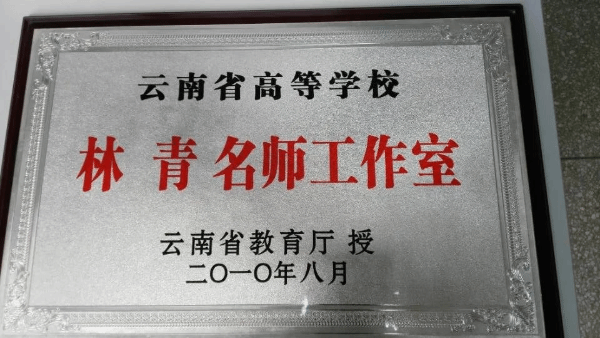 云南省高等学校
林 青 名师工作室
云南省教育厅 授
二〇一〇年八月